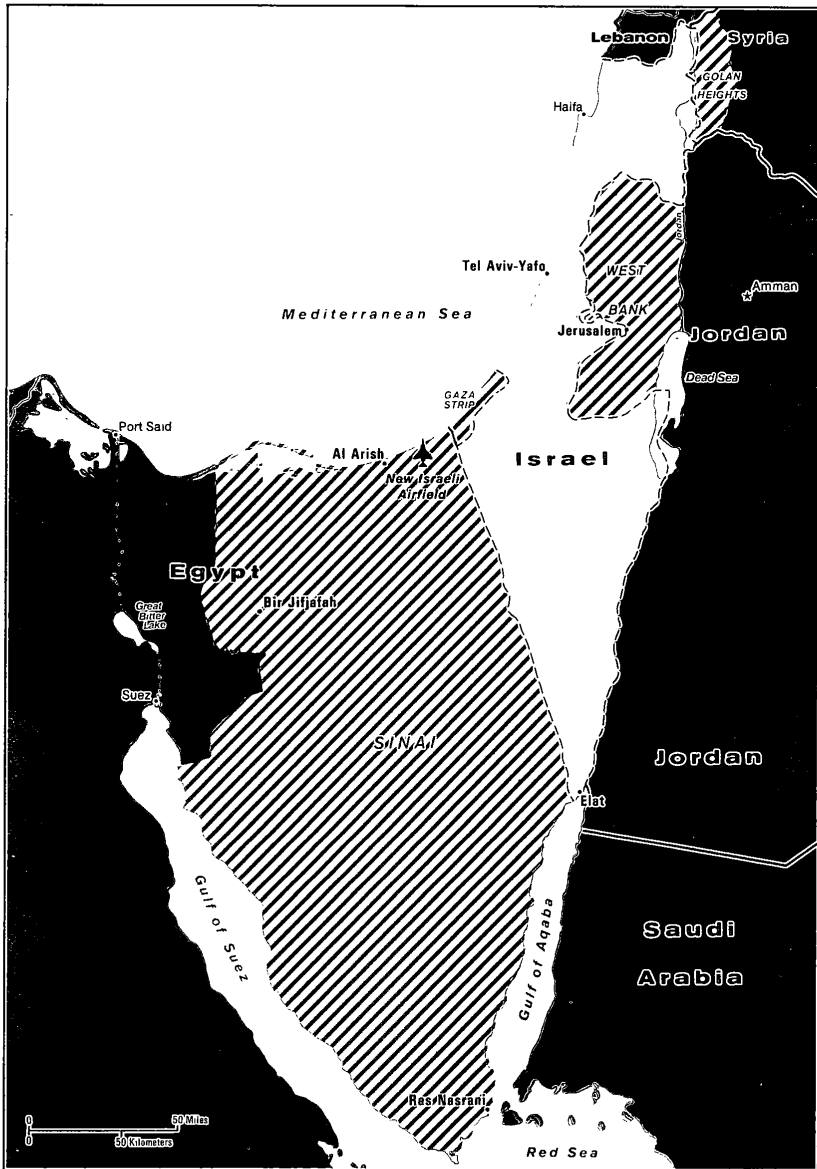 Lebanon
Syria
GOLAN
HEIGHTS
Haifa
Jordan
Tel Aviv-Yafo
WEST
BANK
Amman
Mediterranean Sea
Jerusalem
Jordan
Dead Sea
GAZA
STRIP
Port Said
Al Arish
New Israeli
Airfield
Israel
Egypt
Bir Jifjafah
Great
Bitter
Lake
Suez
SINAI
Jordan
Elat
Gulf of Suez
Gulf of Aqaba
Saudi
Arabia
Ras Nasrani
0 50 Miles
0 50 Kilometers
Red Sea